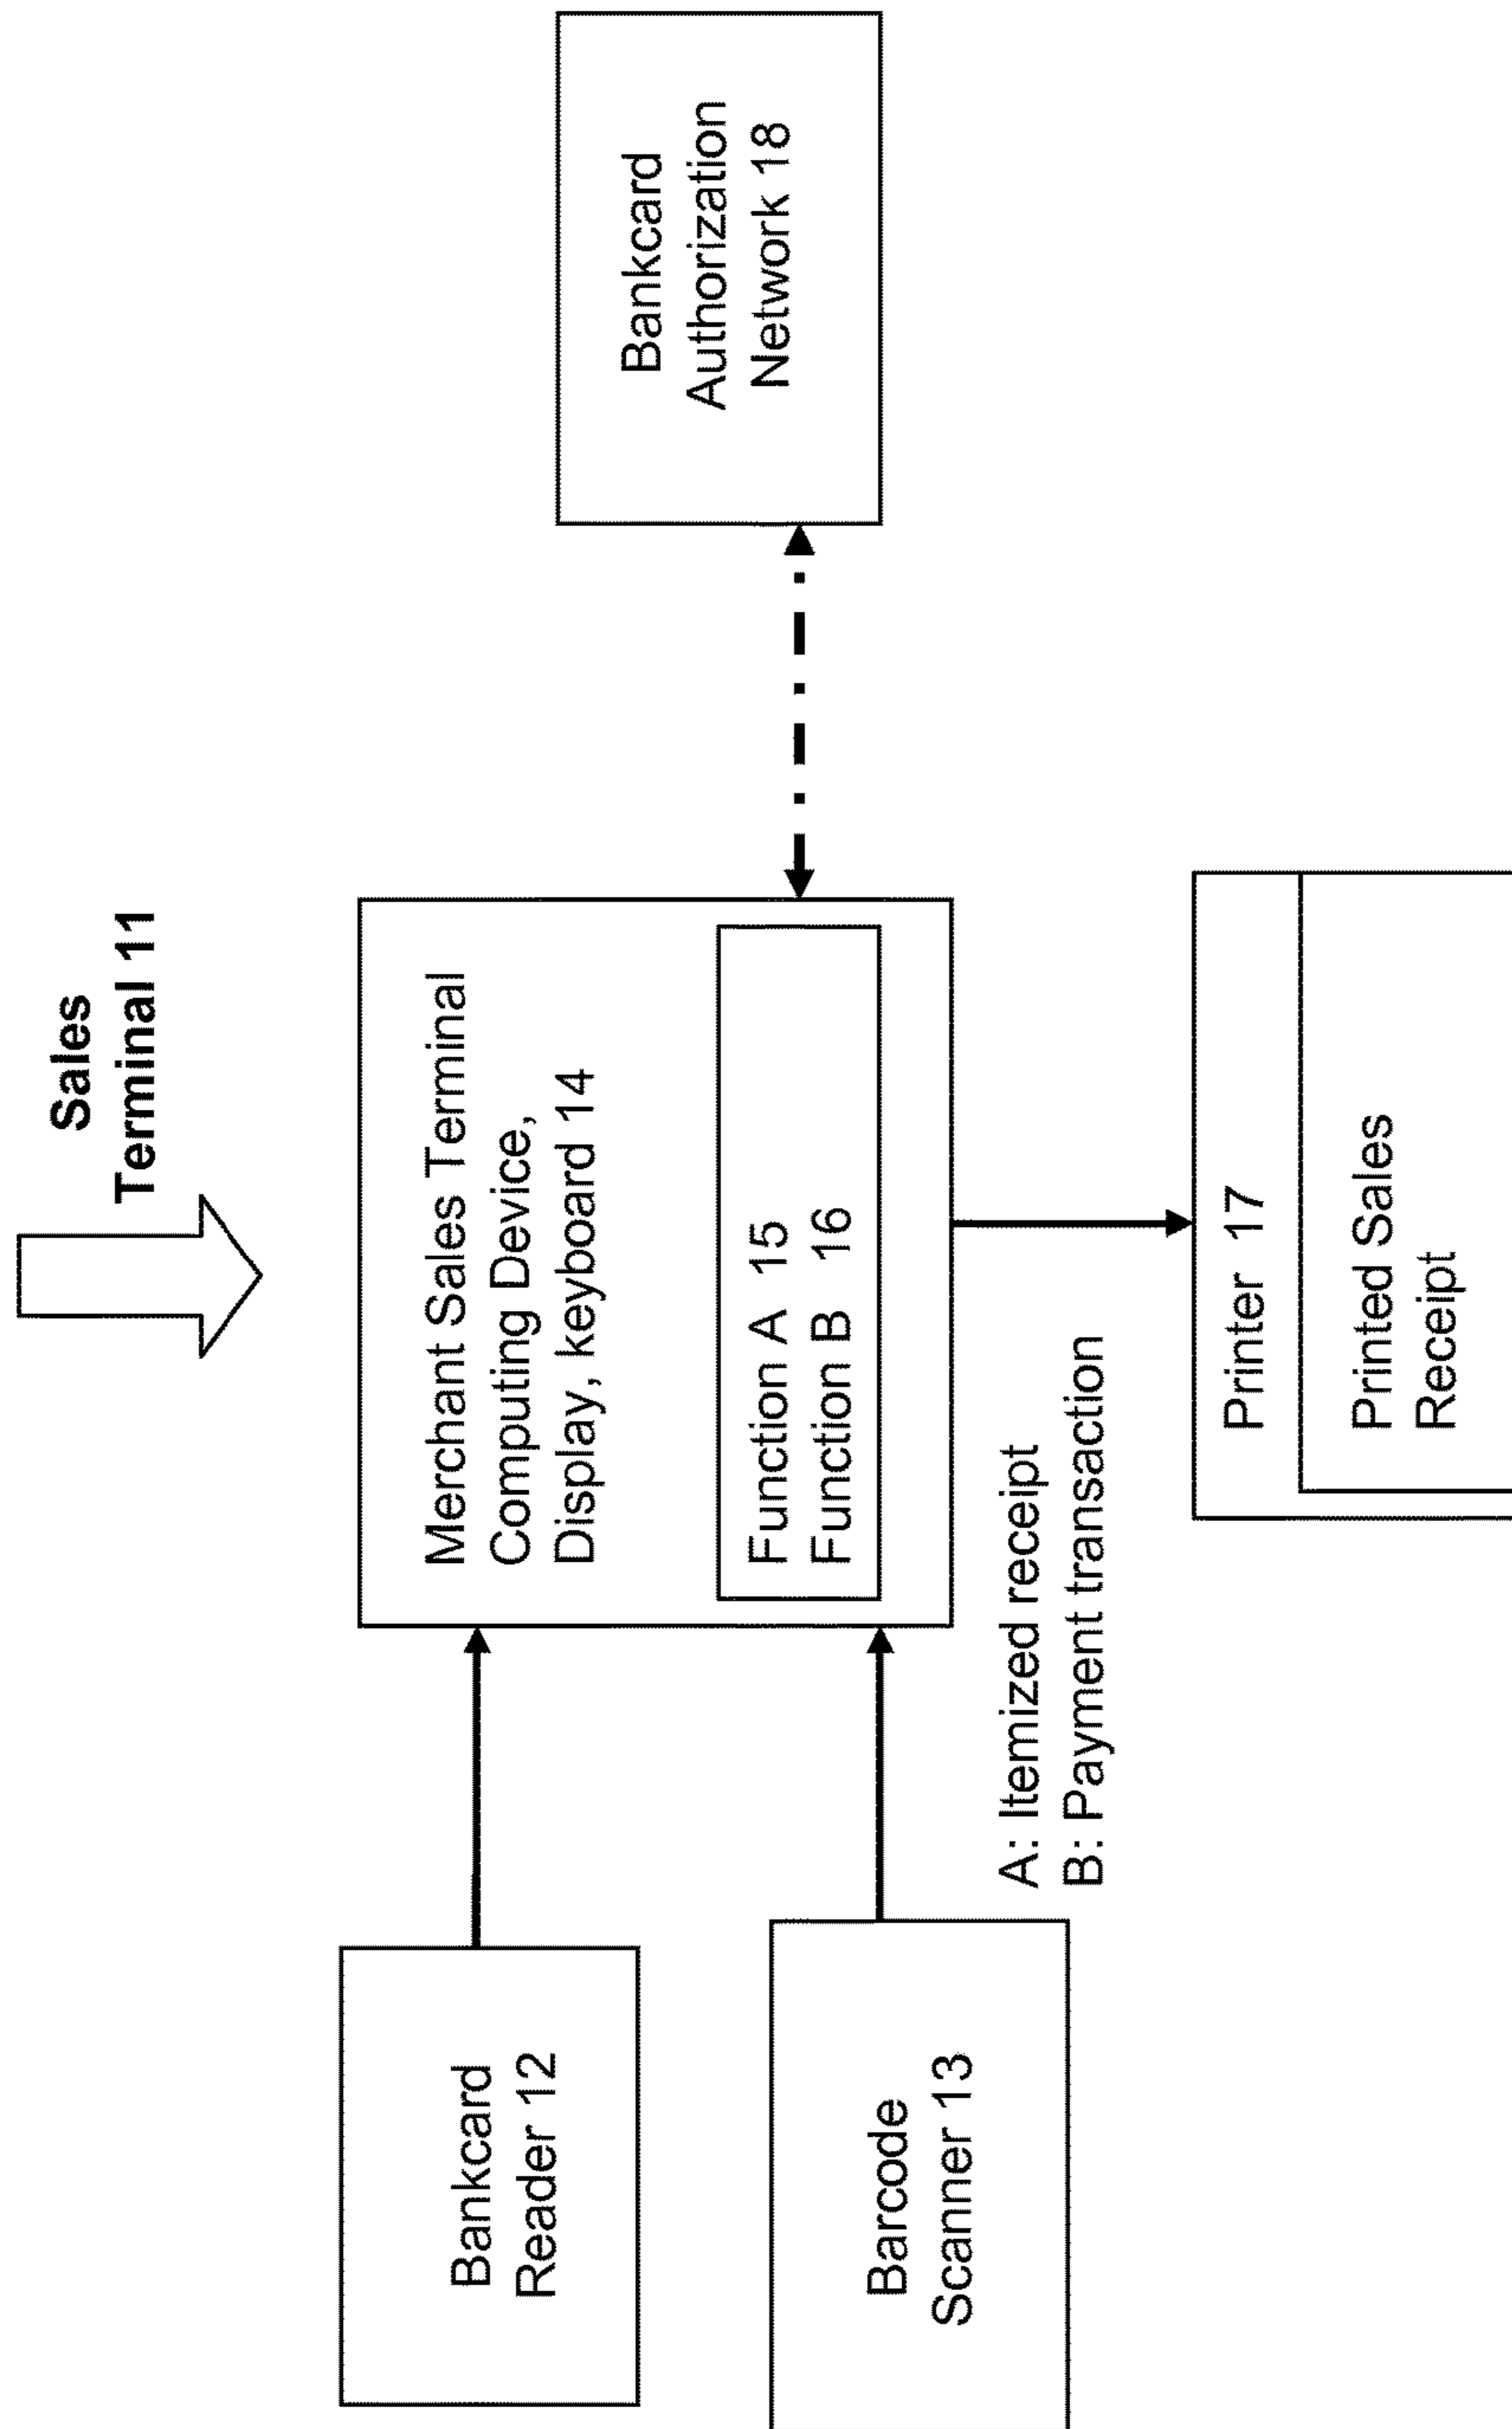 Sales
Terminal 11
Bankcard
Reader 12
Merchant Sales Terminal
Computing Device,
Display, keyboard 14
Bankcard
Authorization
Network 18
Function A 15
Function B 16
Barcode
Scanner 13
A: Itemized receipt
B: Payment transaction
Printer 17
Printed Sales
Receipt